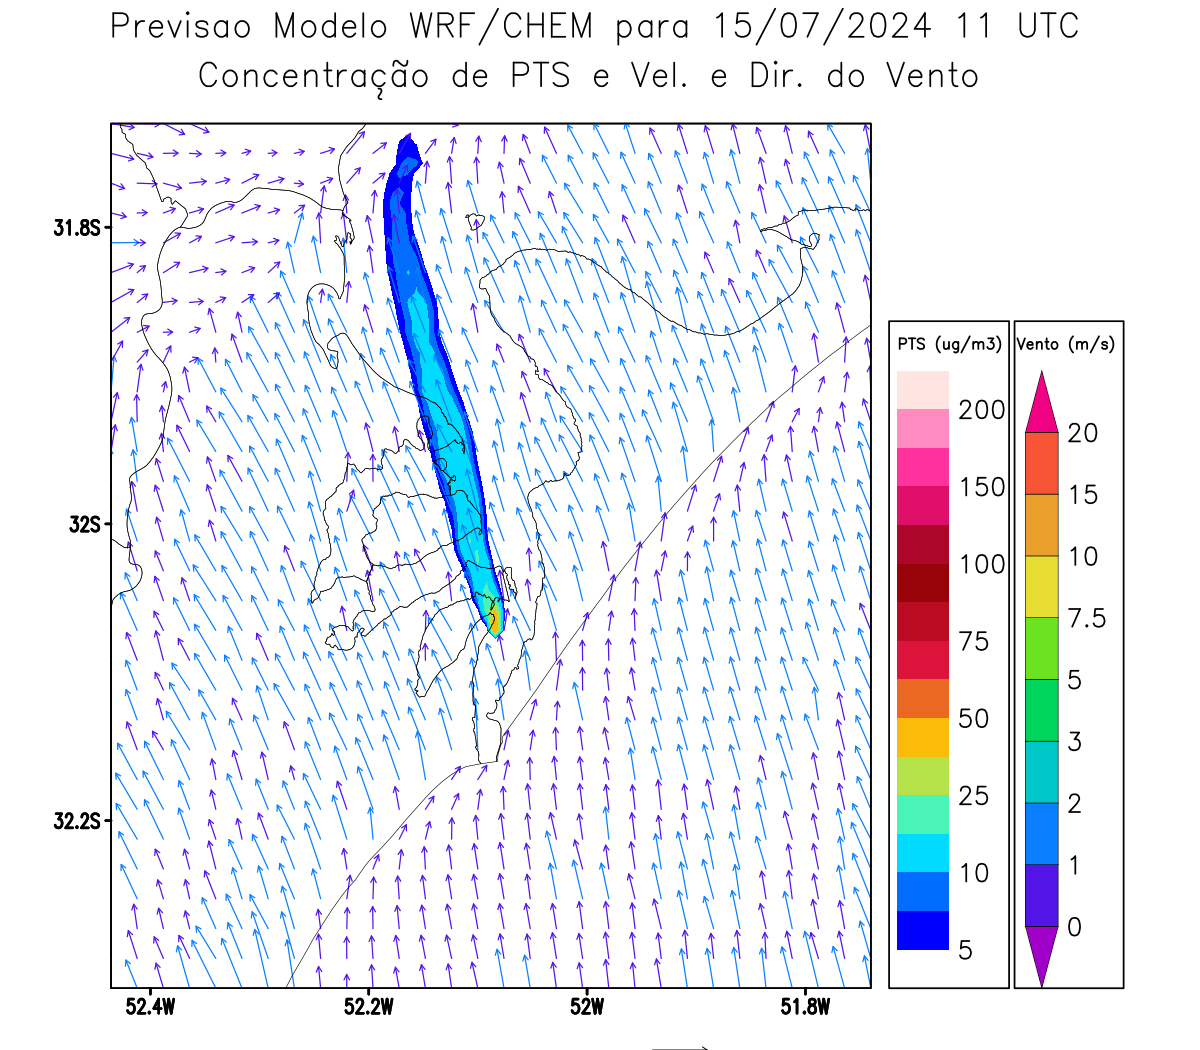 Previsao Modelo WRF/CHEM para 15/07/2024 11 UTC
Concentração de PTS e Vel. e Dir. do Vento
31.8S
32S
32.2S
52.4W
52.2W
52W
51.8W
PTS (ug/m3)
200
150
100
75
50
25
10
5
Vento (m/s)
20
15
10
7.5
5
3
2
1
0